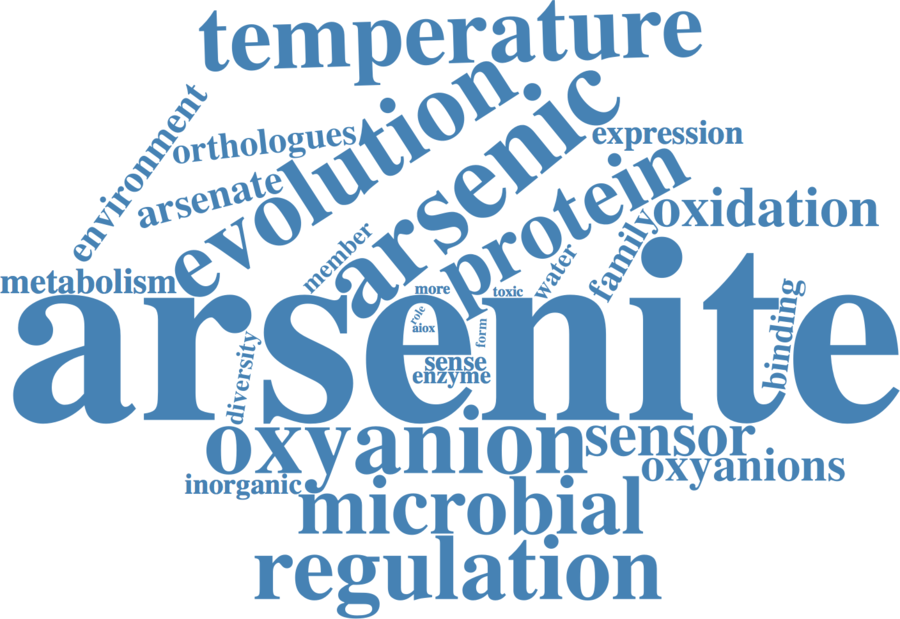 temperature
evolution
arsenic
environment
orthologues
expression
arsenate
protein
oxidation
member
water
family
metabolism
more
toxic
arsenite
role
aiox
form
binding
diversity
sense
enzyme
oxyanion
sensor
oxyanions
inorganic
microbial
regulation